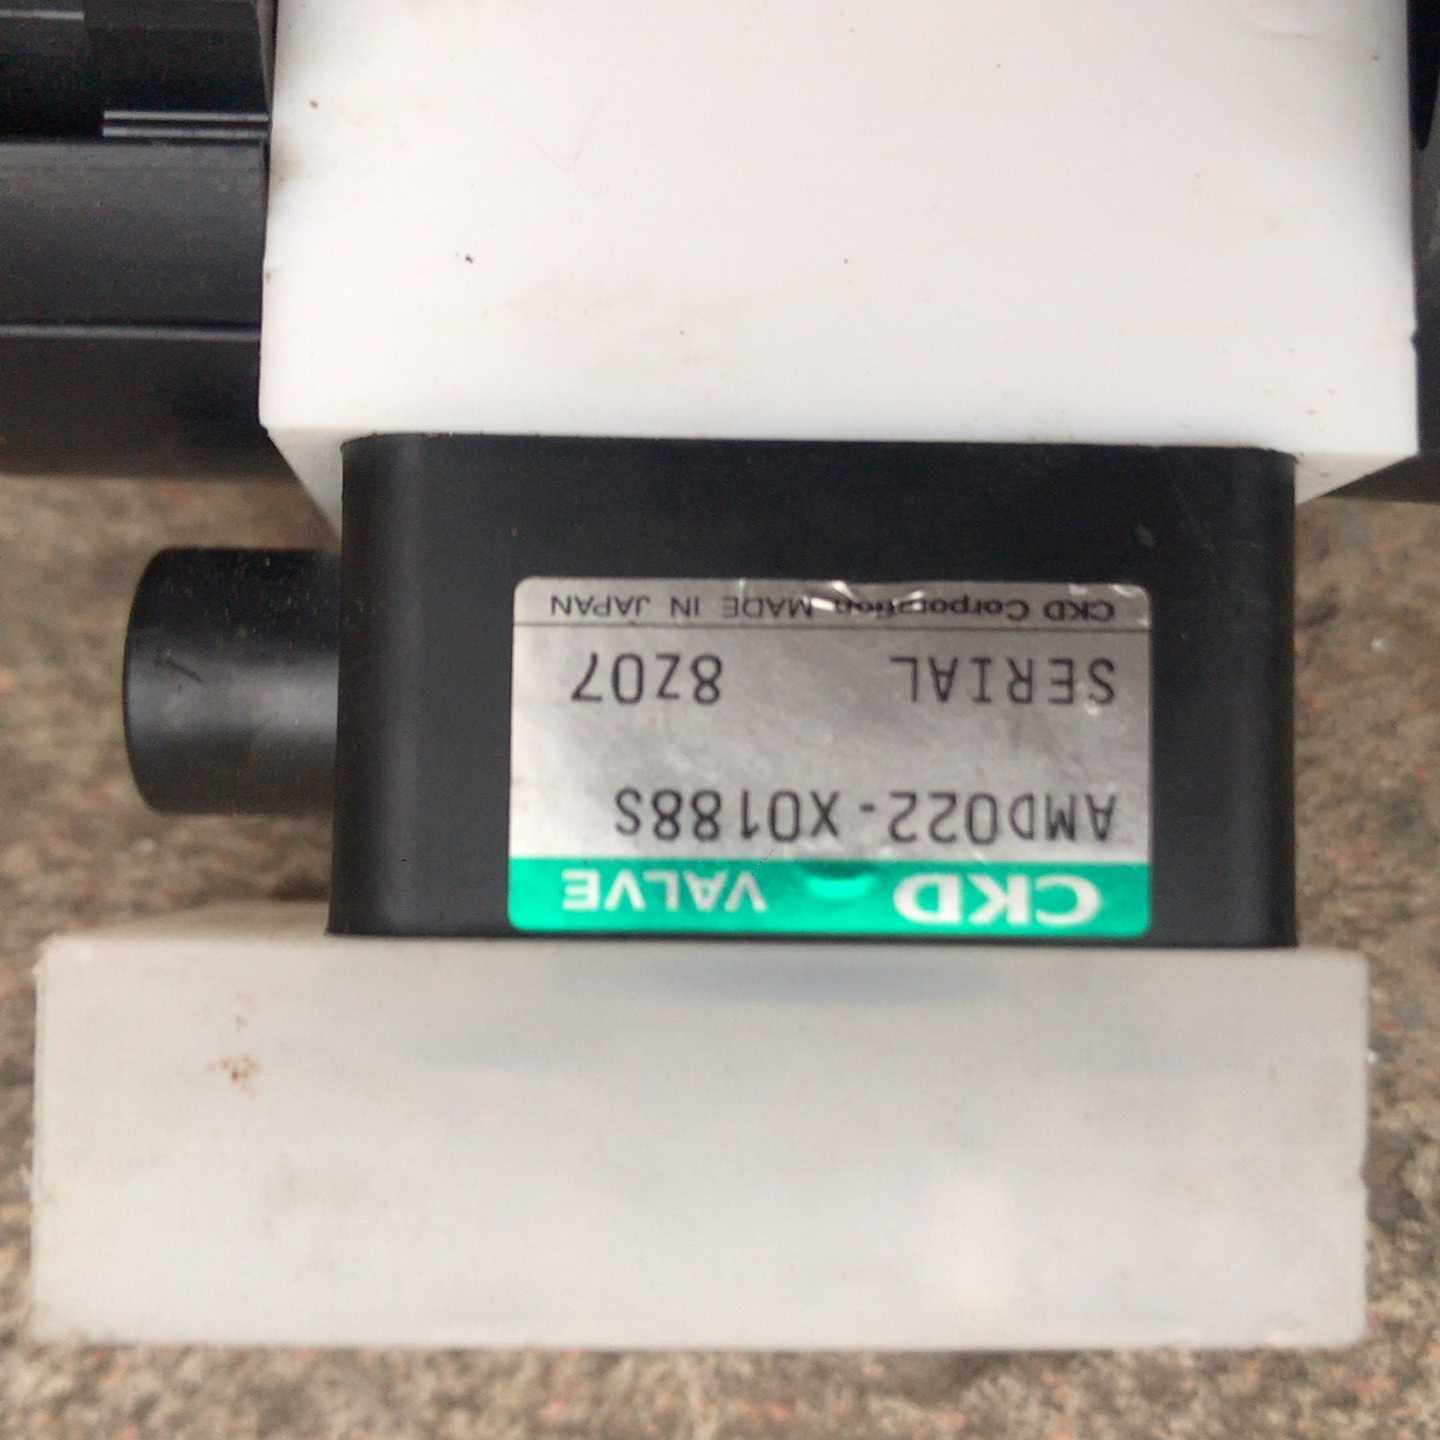 CKD VALVE
AMD022-X0188S
SERIAL 8Z07
CKD Corporation MADE IN JAPAN